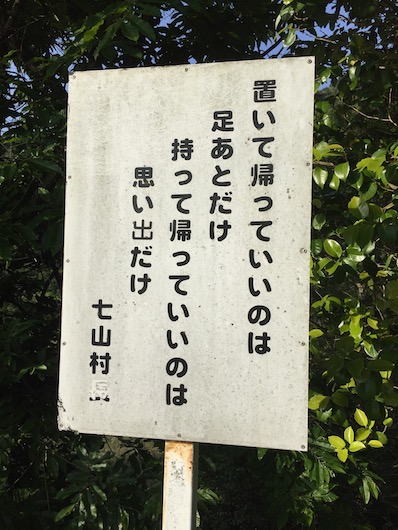 置いて帰っていいのは
足あとだけ
持って帰っていいのは
思い出だけ
七山村